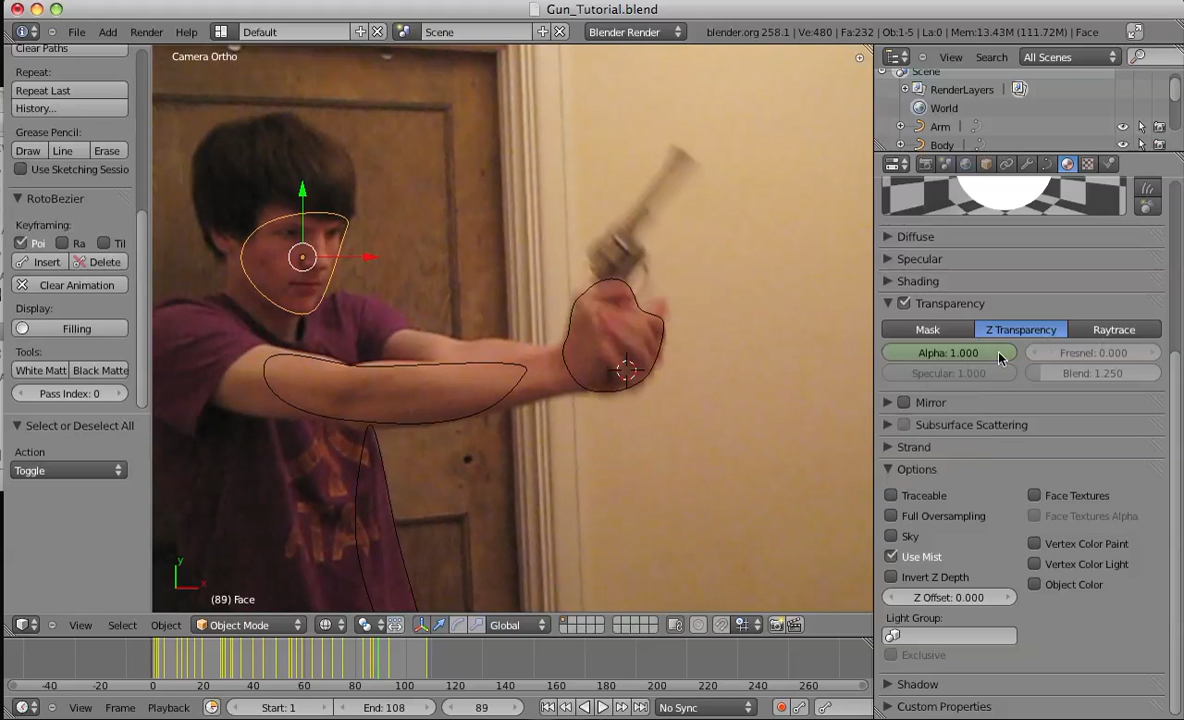 Gun_Tutorial.blend
File Add Render Help Default Scene Blender Render blender.org 258.1 | Ve:480 | Fa:232 | Ob:1-5 | La:0 | Mem:13.43M (111.72M) | Face
Clear Paths
Repeat:
Repeat Last
History...
Grease Pencil:
Draw Line Erase
Use Sketching Sessio
RotoBezier
Keyframing:
Poi Ra Til
Insert Delete
Clear Animation
Display:
Filling
Tools:
White Matt Black Matte
Pass Index: 0
Select or Deselect All
Action
Toggle
Camera Ortho
y
x
(89) Face
View Search All Scenes
Scene
RenderLayers |
World
Arm |
Body |
Diffuse
Specular
Shading
Transparency
Mask Z Transparency Raytrace
Alpha: 1.000 Fresnel: 0.000
Specular: 1.000 Blend: 1.250
Mirror
Subsurface Scattering
Strand
Options
Traceable Face Textures
Full Oversampling Face Textures Alpha
Sky
Use Mist Vertex Color Paint
Invert Z Depth Vertex Color Light
Object Color
Z Offset: 0.000
Light Group:
Exclusive
Shadow
Custom Properties
View Select Object Object Mode Global
-40 -20 0 20 40 60 80 100 120 140 160 180 200 220 240 260
View Frame Playback Start: 1 End: 108 89 No Sync